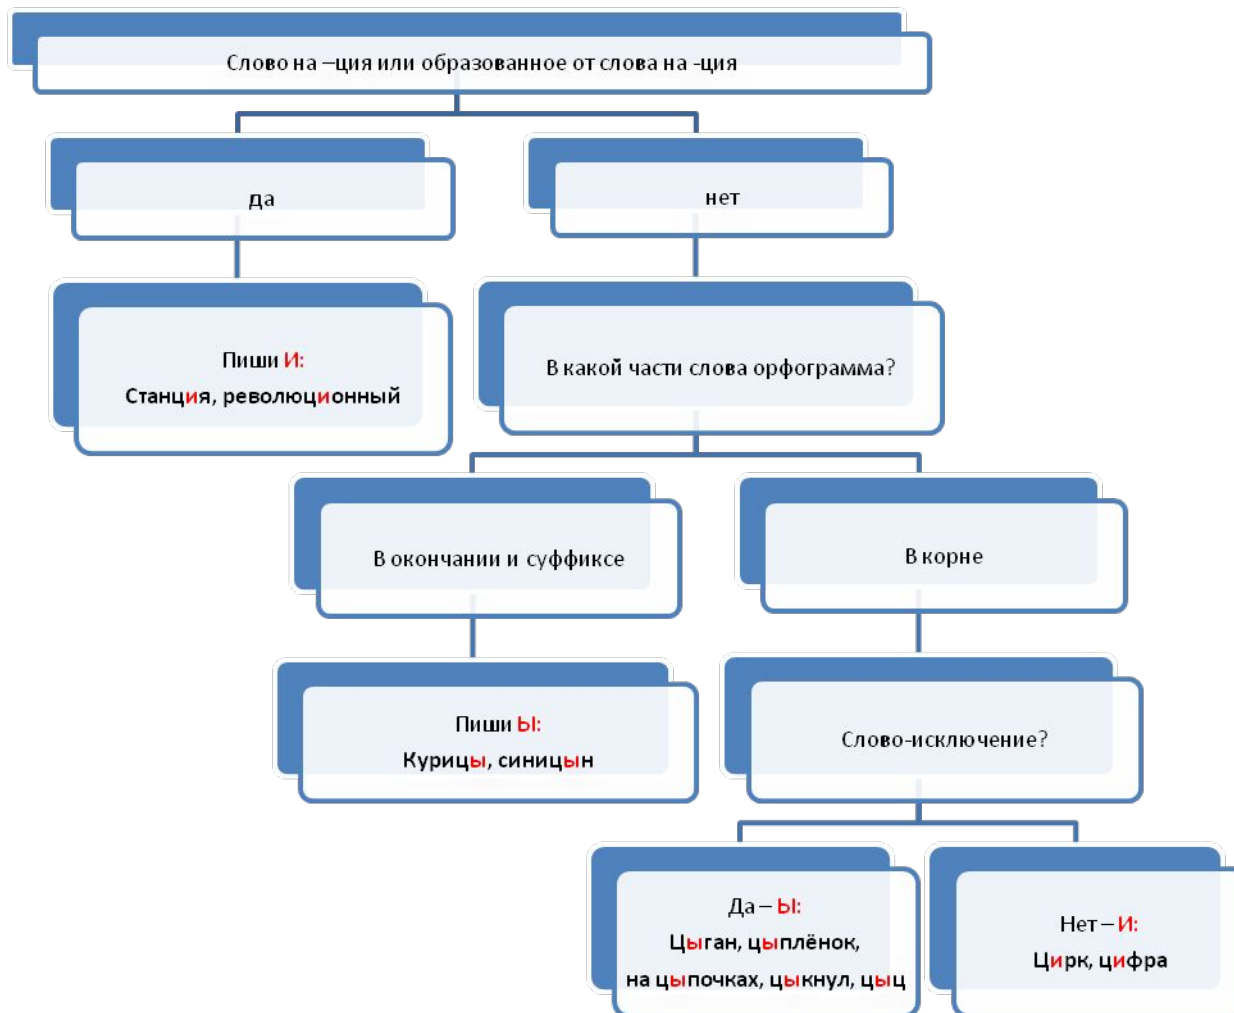 Слово на –ция или образованное от слова на -ция
да
нет
Пиши И:
Станция, революционный
В какой части слова орфограмма?
В окончании и суффиксе
В корне
Пиши Ы:
Курицы, синицын
Слово-исключение?
Да – Ы:
Цыган, цыплёнок,
на цыпочках, цыкнул, цыц
Нет – И:
Цирк, цифра